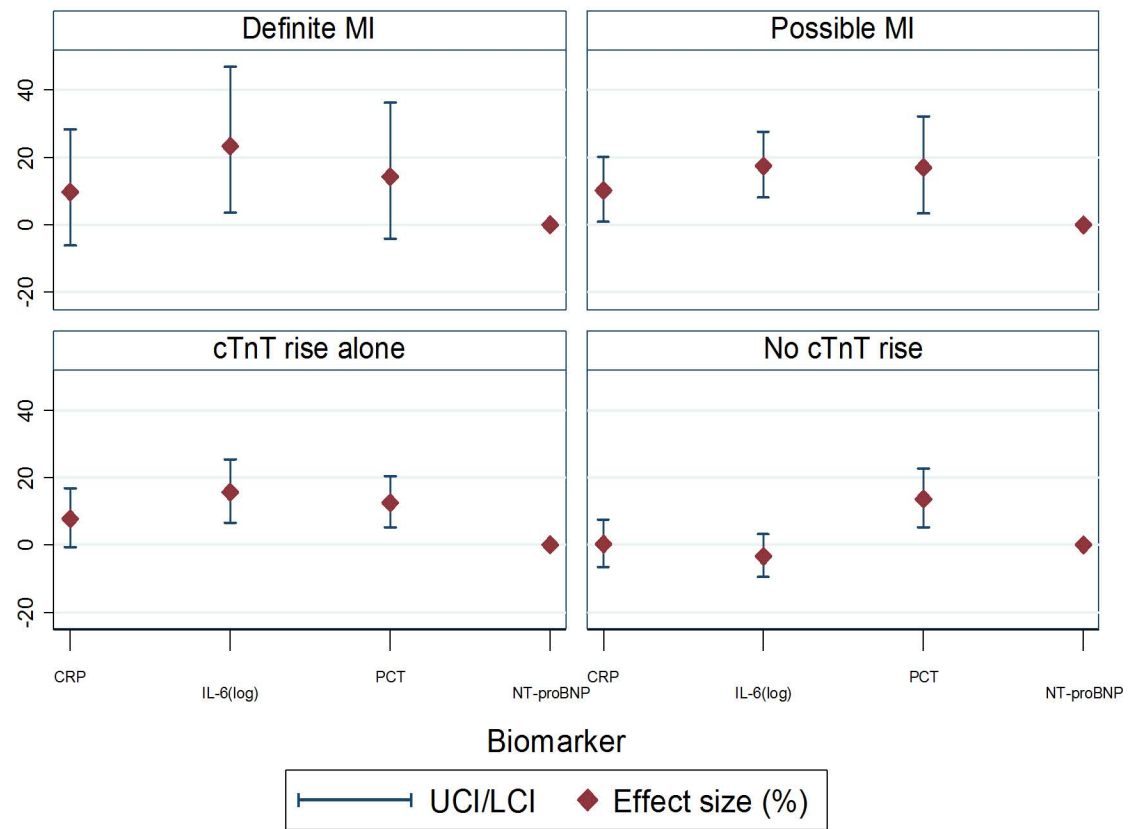 Definite MI
Possible MI
40
20
0
-20
cTnT rise alone
No cTnT rise
40
20
0
-20
CRP
IL-6(log)
PCT
NT-proBNP
CRP
IL-6(log)
PCT
NT-proBNP
Biomarker
UCI/LCI
Effect size (%)